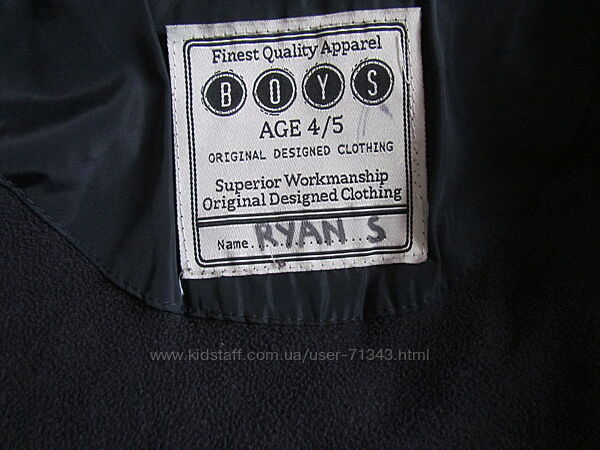 Finest Quality Apparel
BOYS
AGE 4/5
ORIGINAL DESIGNED CLOTHING
Superior Workmanship
Original Designed Clothing
Name..RYAN S
www.kidstaff.com.ua/user-71343.html